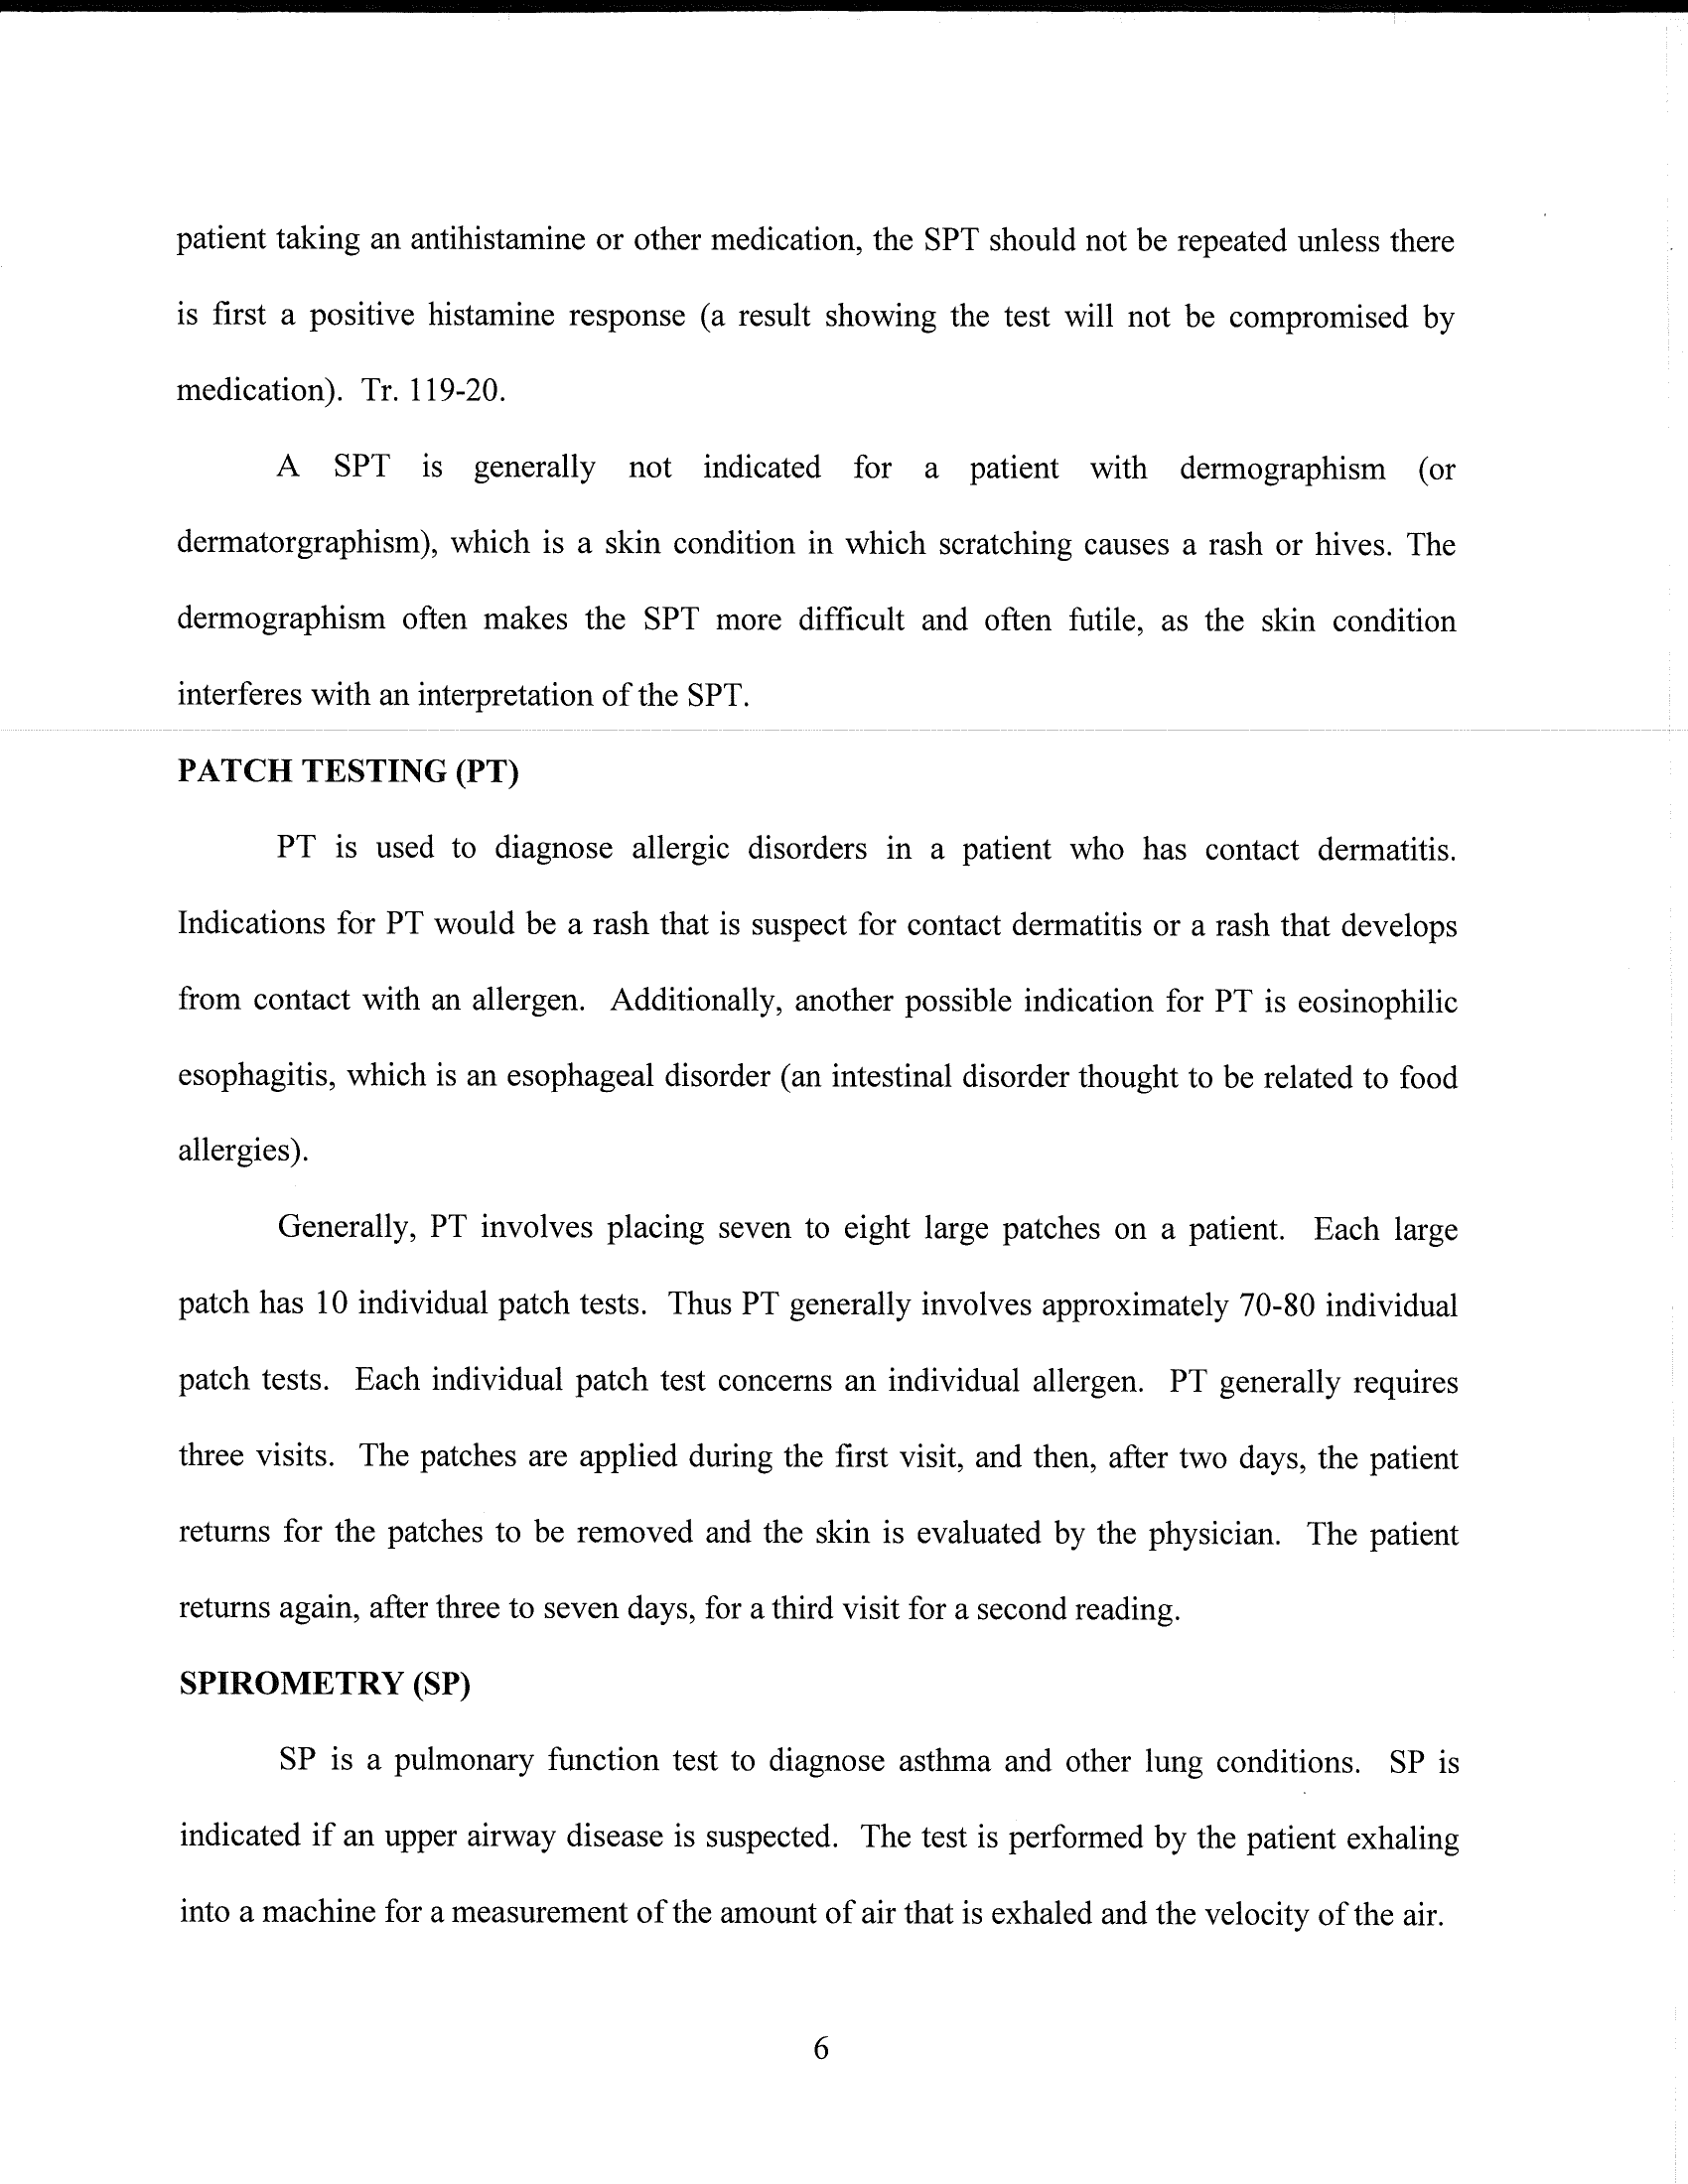 patient taking an antihistamine or other medication, the SPT should not be repeated unless there
is first a positive histamine response (a result showing the test will not be compromised by
medication). Tr. 119-20.
A SPT is generally not indicated for a patient with dermographism (or
dermatorgraphism), which is a skin condition in which scratching causes a rash or hives. The
dermographism often makes the SPT more difficult and often futile, as the skin condition
interferes with an interpretation of the SPT.
PATCH TESTING (PT)
PT is used to diagnose allergic disorders in a patient who has contact dermatitis.
Indications for PT would be a rash that is suspect for contact dermatitis or a rash that develops
from contact with an allergen. Additionally, another possible indication for PT is eosinophilic
esophagitis, which is an esophageal disorder (an intestinal disorder thought to be related to food
allergies).
Generally, PT involves placing seven to eight large patches on a patient. Each large
patch has 10 individual patch tests. Thus PT generally involves approximately 70-80 individual
patch tests. Each individual patch test concerns an individual allergen. PT generally requires
three visits. The patches are applied during the first visit, and then, after two days, the patient
returns for the patches to be removed and the skin is evaluated by the physician. The patient
returns again, after three to seven days, for a third visit for a second reading.
SPIROMETRY (SP)
SP is a pulmonary function test to diagnose asthma and other lung conditions. SP is
indicated if an upper airway disease is suspected. The test is performed by the patient exhaling
into a machine for a measurement of the amount of air that is exhaled and the velocity of the air.
6